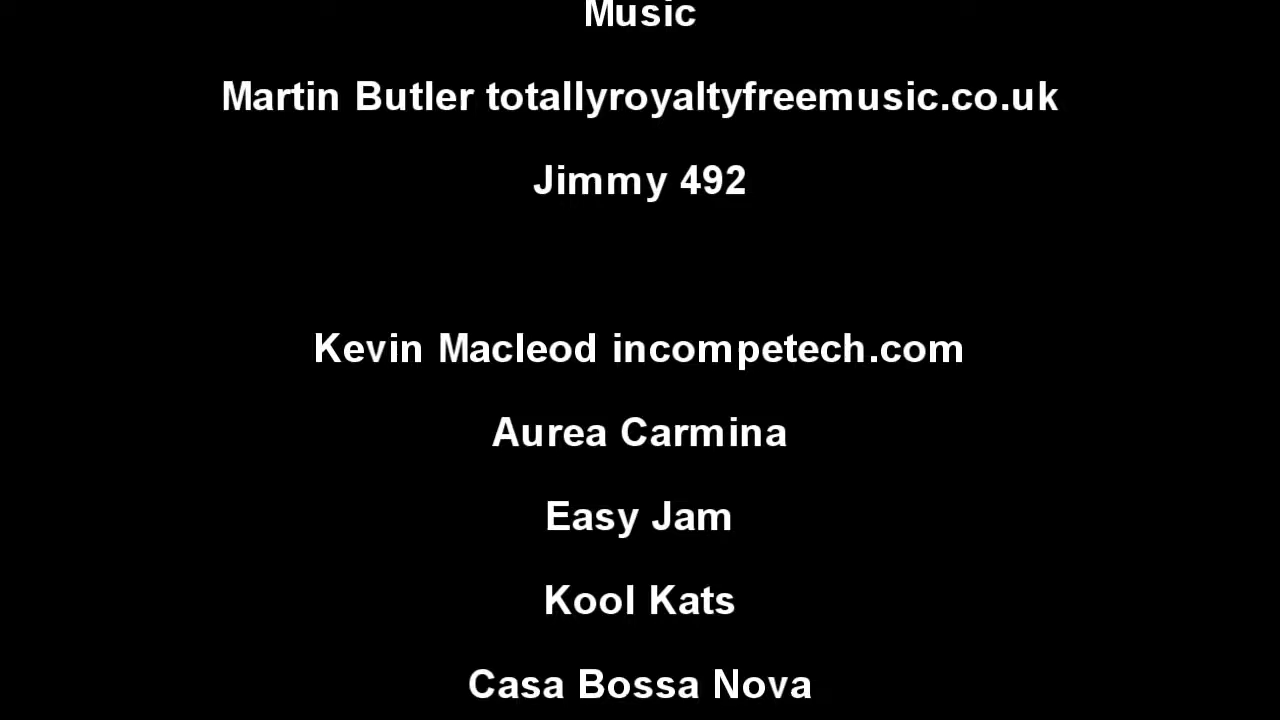 Music
Martin Butler totallyroyaltyfreemusic.co.uk
Jimmy 492
Kevin Macleod incompetech.com
Aurea Carmina
Easy Jam
Kool Kats
Casa Bossa Nova